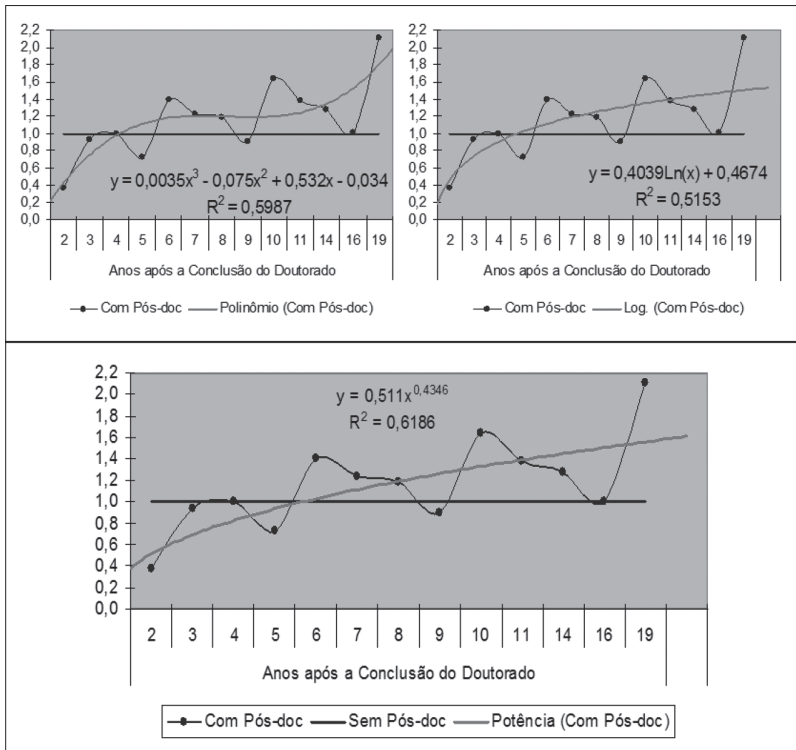 2,2
2,0
1,8
1,6
1,4
1,2
1,0
0,8
0,6
0,4
0,2
0,0
y = 0,0035x³ - 0,075x² + 0,532x - 0,034
R² = 0,5987
2 3 4 5 6 7 8 9 10 11 14 16 19
Anos após a Conclusão do Doutorado
Com Pós-doc Polinômio (Com Pós-doc)
2,2
2,0
1,8
1,6
1,4
1,2
1,0
0,8
0,6
0,4
0,2
0,0
y = 0,4039Ln(x) + 0,4674
R² = 0,5153
2 3 4 5 6 7 8 9 10 11 14 16 19
Anos após a Conclusão do Doutorado
Com Pós-doc Log. (Com Pós-doc)
2,2
2,0
1,8
1,6
1,4
1,2
1,0
0,8
0,6
0,4
0,2
0,0
y = 0,511x^0,4346
R² = 0,6186
2 3 4 5 6 7 8 9 10 11 14 16 19
Anos após a Conclusão do Doutorado
Com Pós-doc Sem Pós-doc Potência (Com Pós-doc)